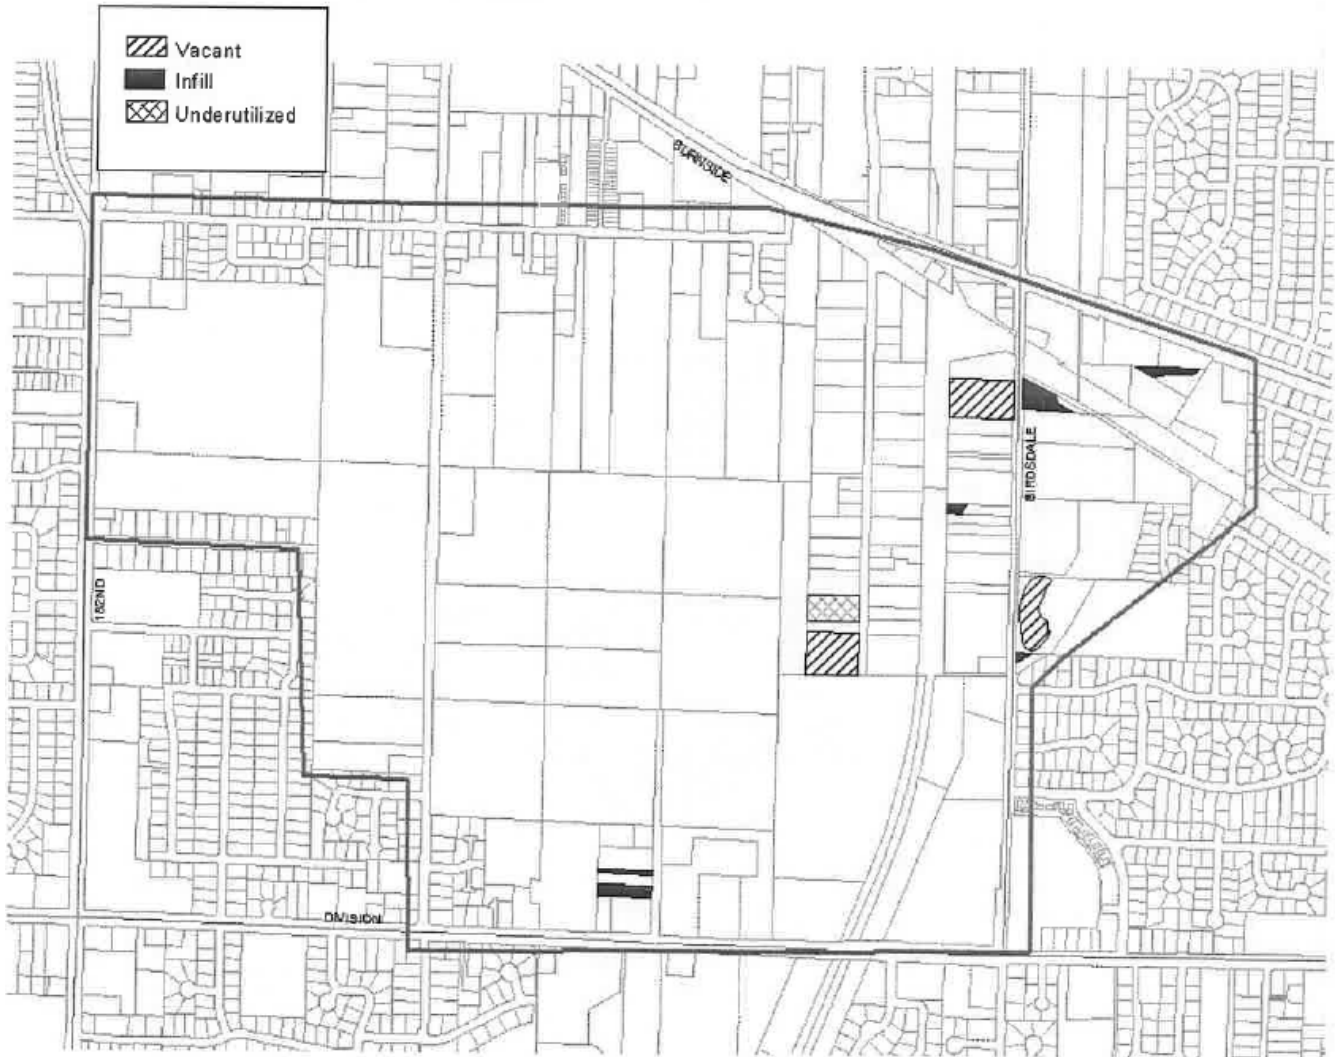 Vacant
Infill
Underutilized
BURNSIDE
BIRDSDALE
182ND
DIVISION